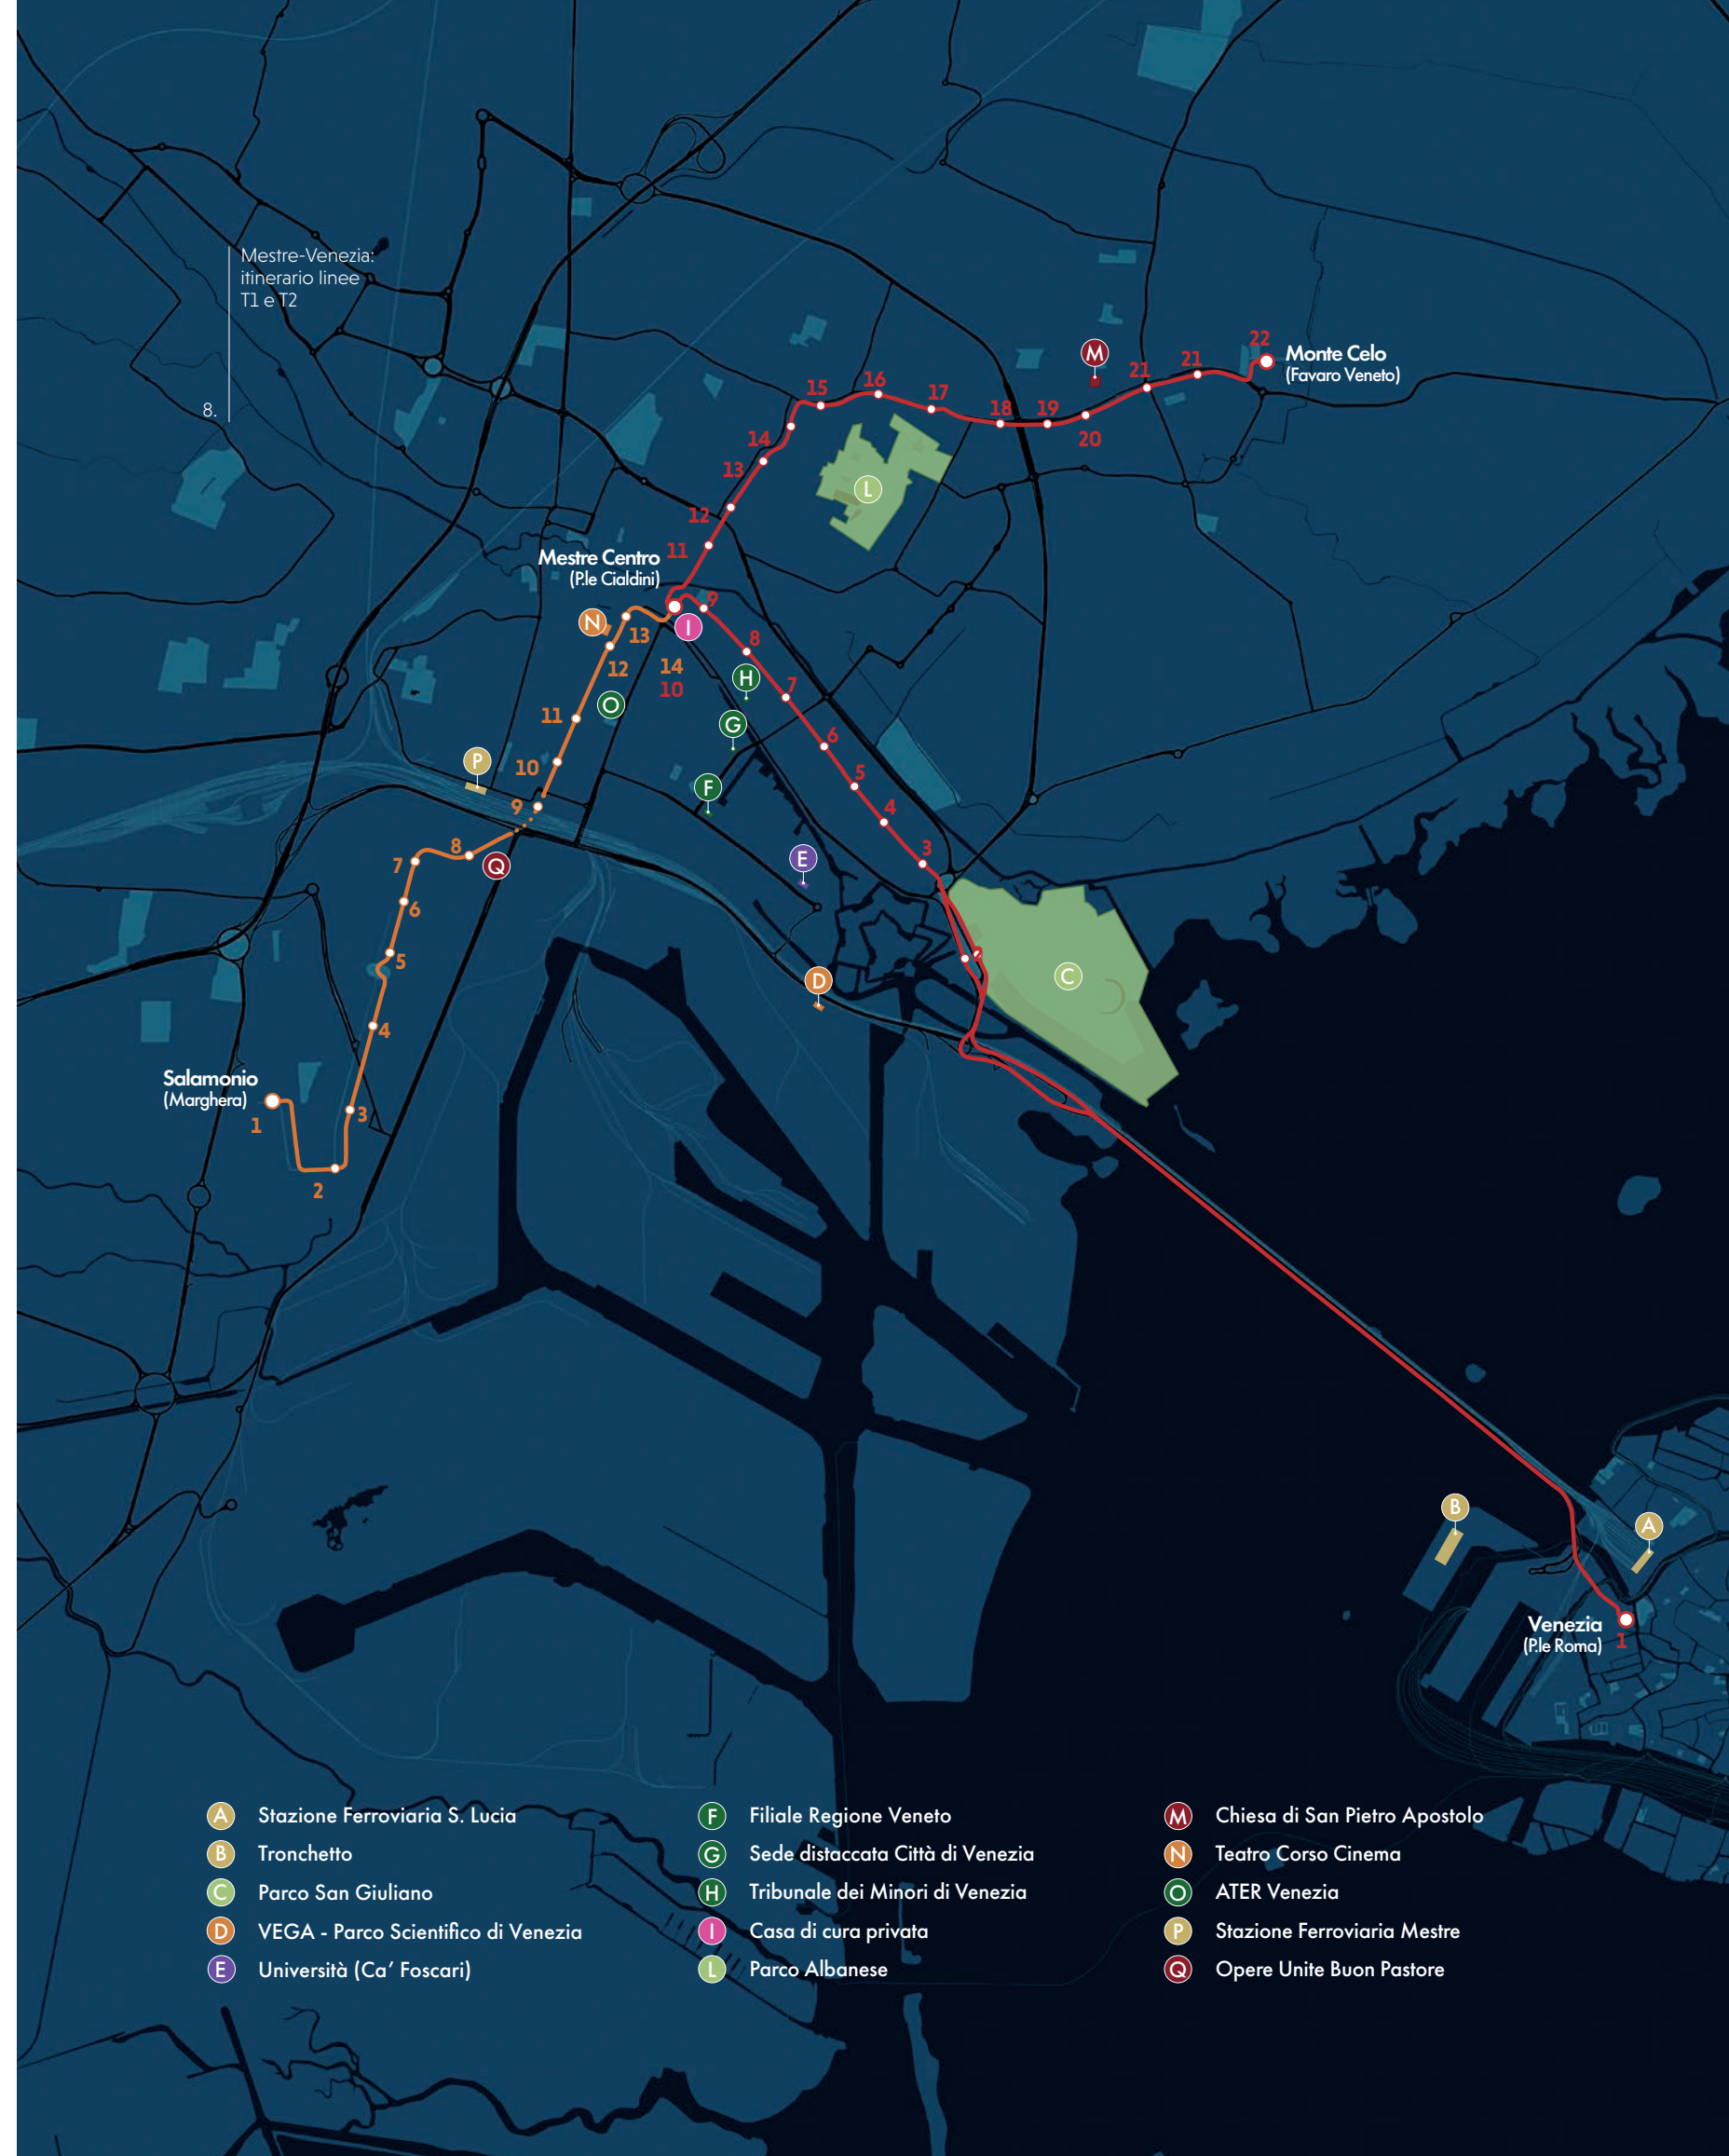 Mestre-Venezia:
itinerario linee
T1 e T2
8.
22
Monte Celo
(Favaro Veneto)
M
21
21
20
19
18
17
16
15
14
13
12
11
L
Mestre Centro
(P.le Cialdini)
N
I
9
8
H
7
G
6
5
F
4
3
E
2
C
D
13
12
14
10
O
11
10
P
9
8
Q
7
6
5
4
3
Salamonio
(Marghera)
1
2
B
A
Venezia
(P.le Roma)
1
A Stazione Ferroviaria S. Lucia
B Tronchetto
C Parco San Giuliano
D VEGA - Parco Scientifico di Venezia
E Università (Ca’ Foscari)
F Filiale Regione Veneto
G Sede distaccata Città di Venezia
H Tribunale dei Minori di Venezia
I Casa di cura privata
L Parco Albanese
M Chiesa di San Pietro Apostolo
N Teatro Corso Cinema
O ATER Venezia
P Stazione Ferroviaria Mestre
Q Opere Unite Buon Pastore